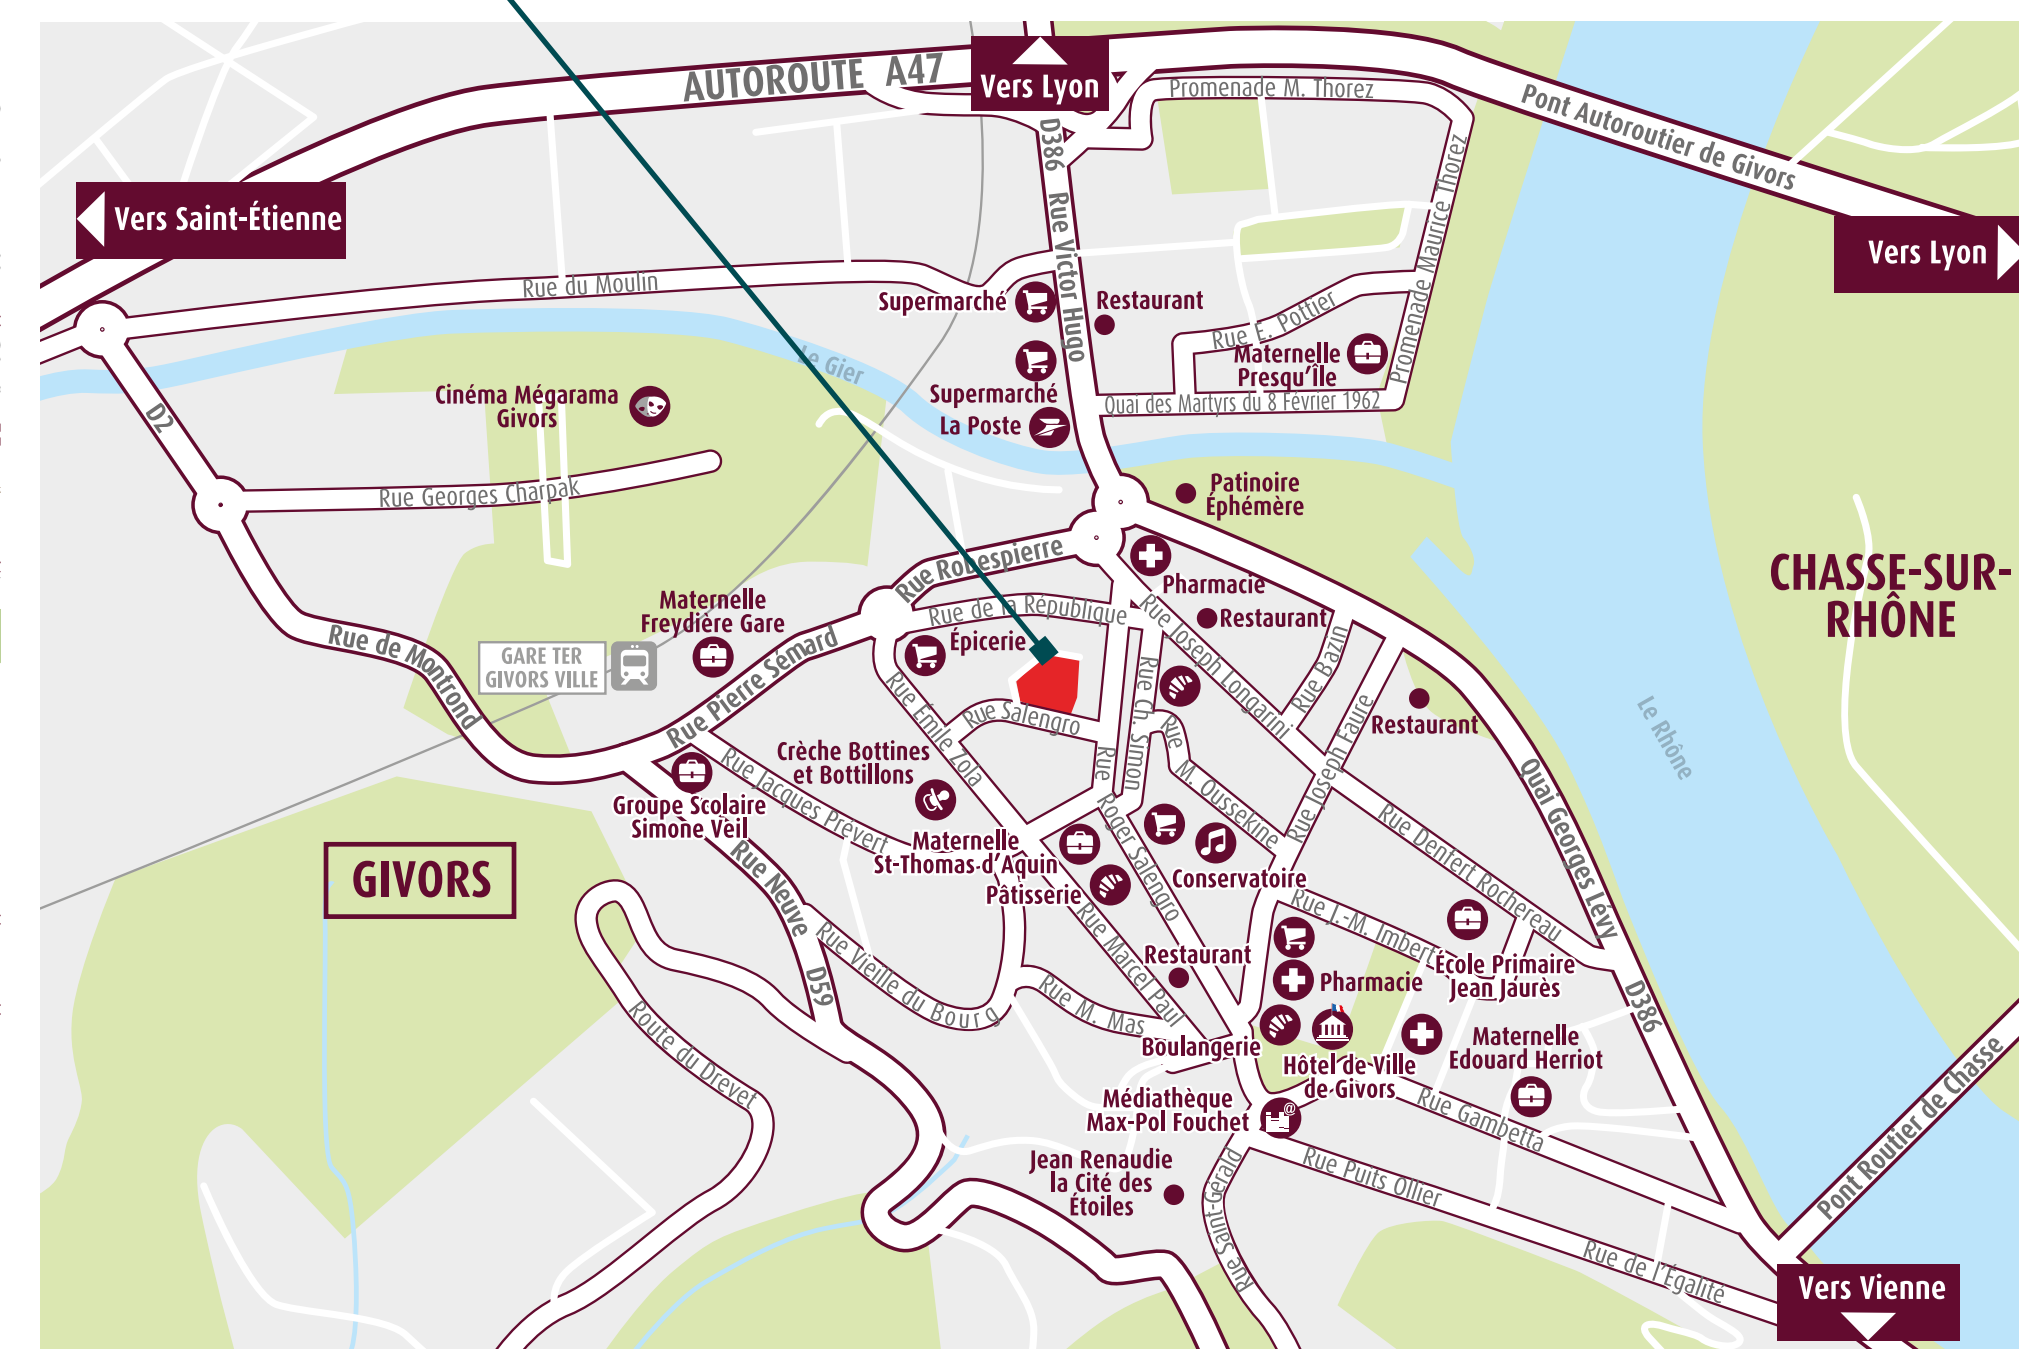 AUTOROUTE A47
Vers Lyon
Promenade M. Thorez
Pont Autoroutier de Givors
D386
Promenade Maurice Thorez
Vers Saint-Étienne
Vers Lyon
Rue Victor Hugo
Rue du Moulin
Supermarché
Restaurant
Rue E. Pottier
Le Gier
Maternelle
Presqu'Île
Cinéma Mégarama
Givors
Supermarché
Quai des Martyrs du 8 Février 1962
D2
La Poste
Rue Georges Charpak
Patinoire
Éphémère
Rue Robespierre
Pharmacie
CHASSE-SUR-
RHÔNE
Maternelle
Freydière Gare
Rue de la République
Rue Joseph Longarini
Restaurant
Rue de Montrond
GARE TER
GIVORS VILLE
Rue Pierre Sémard
Épicerie
Rue Bazin
Rue Émile Zola
Rue Salengro
Rue Ch. Simon
Restaurant
Rue Joseph Faure
Le Rhône
Crèche Bottines
et Bottillons
Rue Jacques Prévert
Rue M. Oussekine
Quai Georges Lévy
Groupe Scolaire
Simone Veil
Rue Roger Salengro
Rue Denfert Rochereau
Maternelle
St-Thomas-d'Aquin
Pâtisserie
Conservatoire
GIVORS
Rue Neuve
D59
Rue Vieille du Bourg
Rue Marcel Paul
Rue J.-M. Imbert
Restaurant
École Primaire
Jean Jaurès
Pharmacie
Rue M. Mas
D386
Route du Drevet
Boulangerie
Hôtel de Ville
de Givors
Maternelle
Edouard Herriot
Médiathèque
Max-Pol Fouchet
@
Rue Gambetta
Pont Routier de Chasse
Jean Renaudie
la Cité des
Étoiles
Rue Saint-Gérald
Rue Puits Ollier
Rue de l'Égalité
Vers Vienne